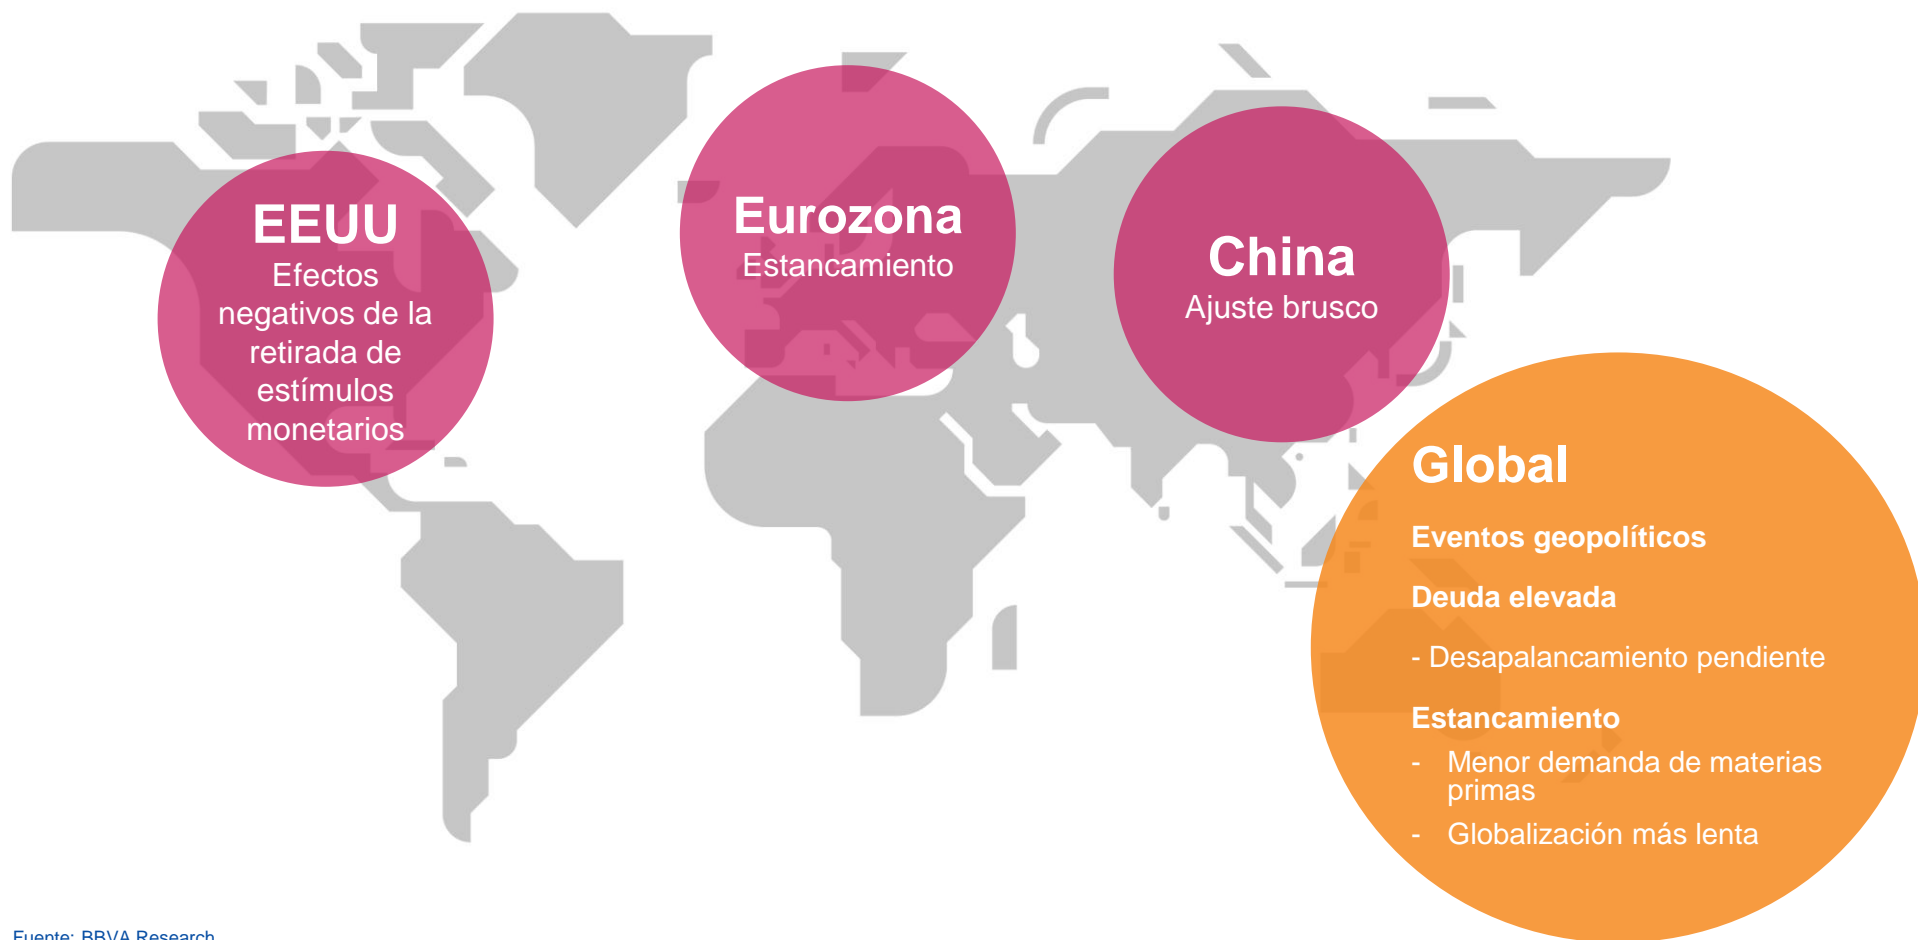 EEUU
Efectos
negativos de la
retirada de
estímulos
monetarios
Eurozona
Estancamiento
China
Ajuste brusco
Global
Eventos geopolíticos
Deuda elevada
- Desapalancamiento pendiente
Estancamiento
- Menor demanda de materias
primas
- Globalización más lenta
Fuente: BBVA Research